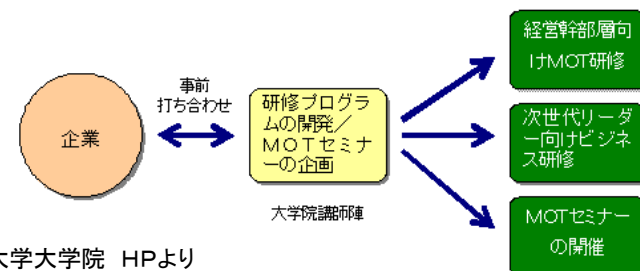 企業
事前
打ち合わせ
研修プログラ
ムの開発／
MOTセミナ
ーの企画
大学院講師陣
経営幹部層向
けMOT研修
次世代リーダ
ー向けビジネ
ス研修
MOTセミナー
の開催
大学大学院　HPより